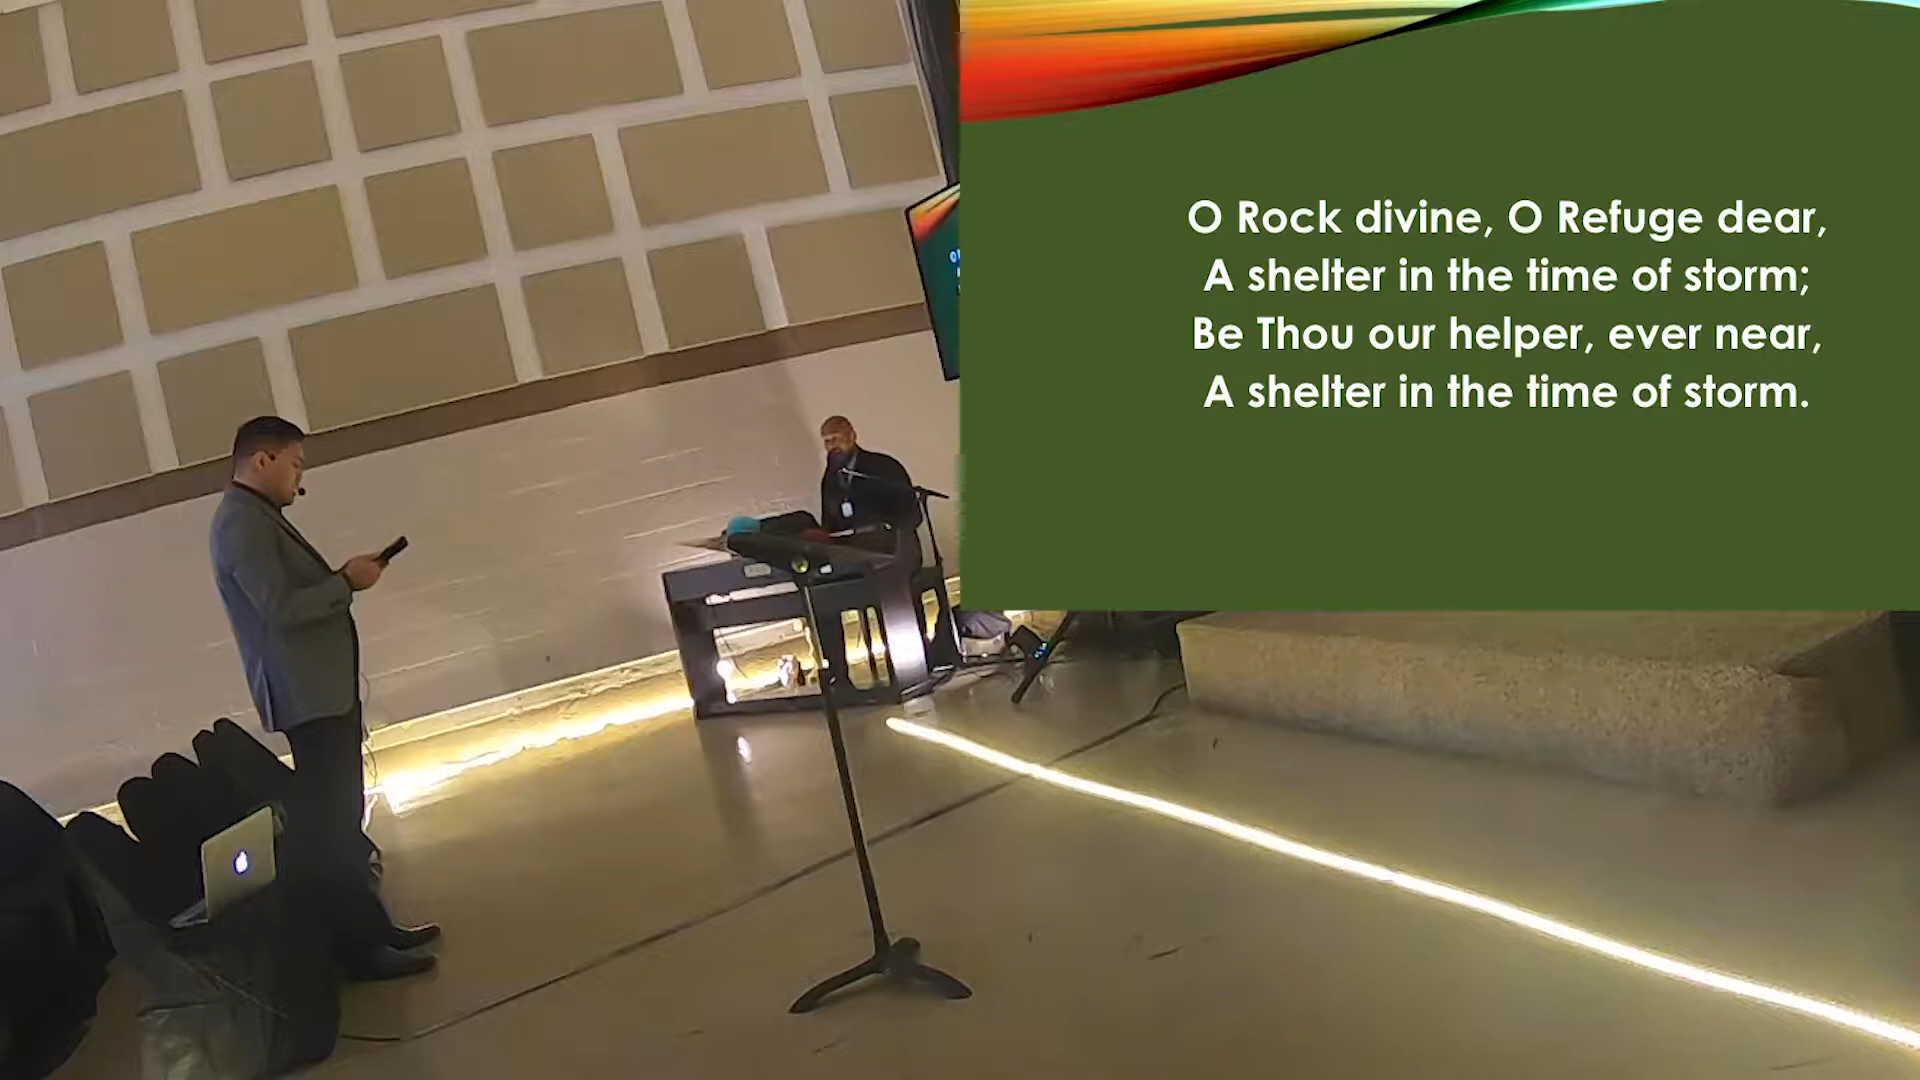 O Rock divine, O Refuge dear,
A shelter in the time of storm;
Be Thou our helper, ever near,
A shelter in the time of storm.